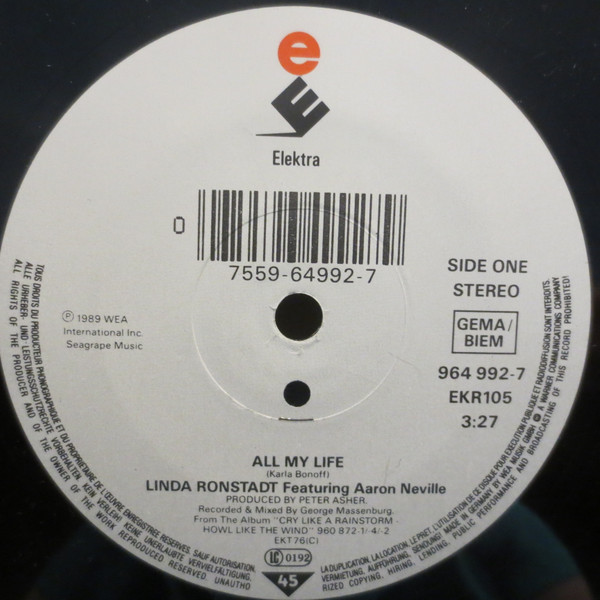 e
E
Elektra
0
7559-64992-7
SIDE ONE
STEREO
GEMA/
BIEM
℗ 1989 WEA
International Inc.
Seagrape Music
964 992-7
EKR105
3:27
ALL MY LIFE
(Karla Bonoff)
LINDA RONSTADT Featuring Aaron Neville
PRODUCED BY PETER ASHER.
Recorded & Mixed By George Massenburg.
From The Album "CRY LIKE A RAINSTORM -
HOWL LIKE THE WIND" 960 872-1/-4/-2
EKT76(C)
LC 0192
45
TOUS DROITS DU PRODUCTEUR PHONOGRAPHIQUE ET DU PROPRIETAIRE DE L'ŒUVRE ENREGISTREE RESERVES. SAUF AUTORISATION,
LA DUPLICATION, LA LOCATION, LE PRET, L'UTILISATION DE CE DISQUE POUR EXECUTION PUBLIQUE ET RADIODIFFUSION SONT INTERDITS.
ALLE URHEBER- UND LEISTUNGSSCHUTZRECHTE VORBEHALTEN. KEIN VERLEIH! KEINE UNERLAUBTE VERVIELFÄLTIGUNG,
VERMIETUNG, AUFFÜHRUNG, SENDUNG! MADE IN GERMANY BY WEA MUSIK GMBH A WARNER COMMUNICATIONS COMPANY
ALL RIGHTS OF THE PRODUCER AND OF THE OWNER OF THE WORK REPRODUCED RESERVED. UNAUTHO
RIZED COPYING, HIRING, LENDING, PUBLIC PERFORMANCE AND BROADCASTING OF THIS RECORD PROHIBITED!